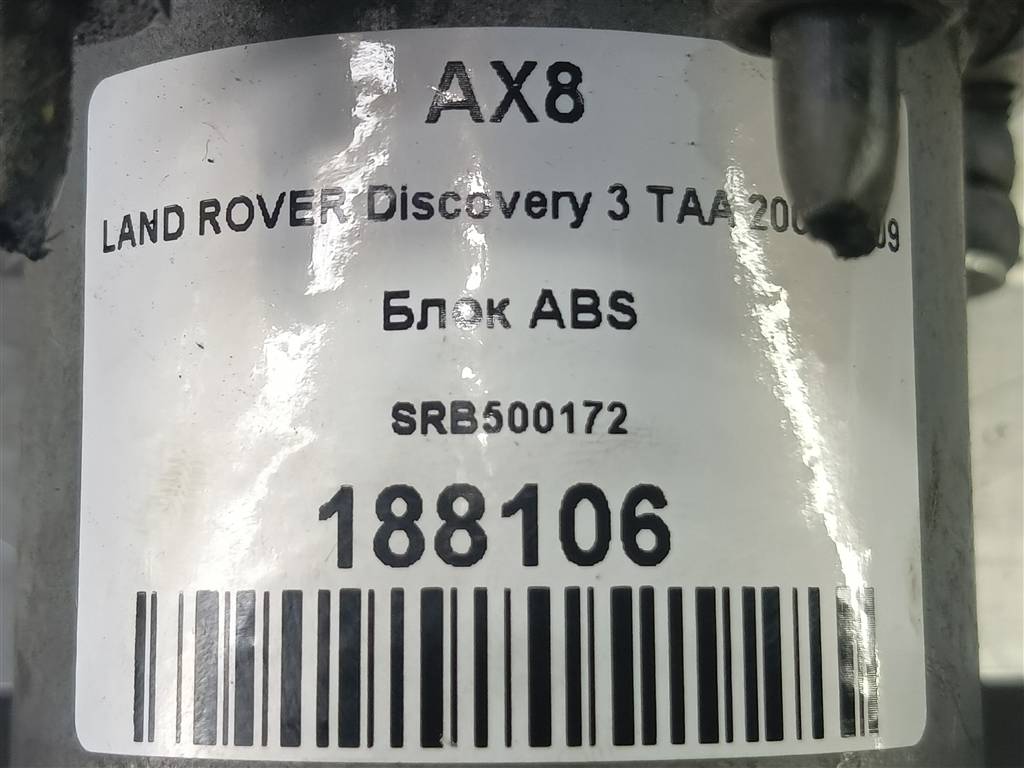 AX8
LAND ROVER Discovery 3 TAA
Блок ABS
SRB500172
188106